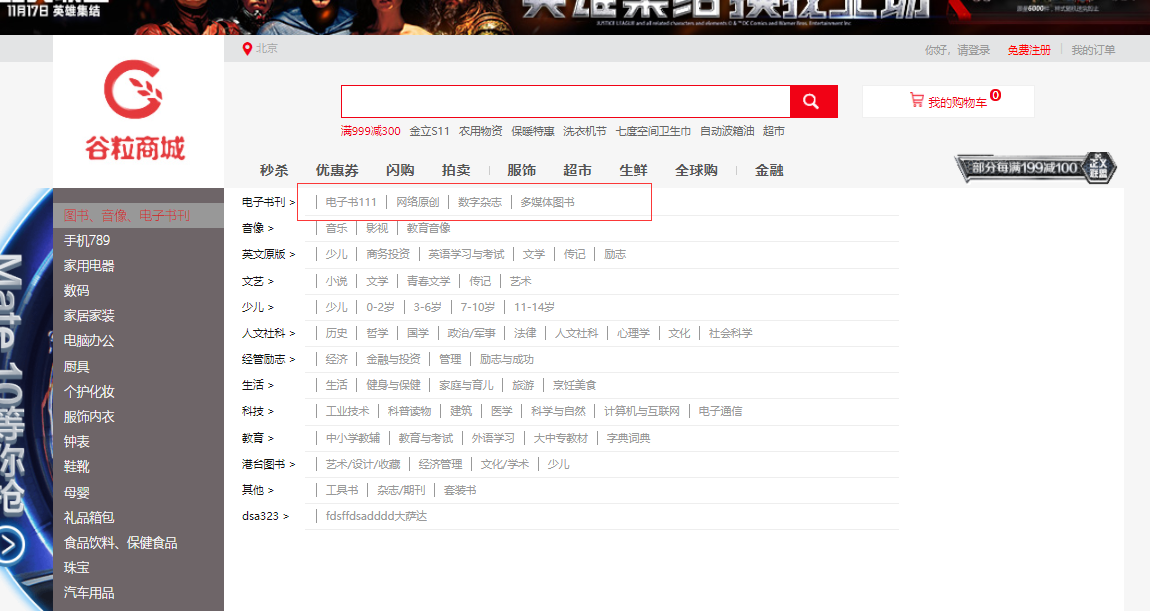 11月17日 英雄集结
英雄集结 换我上场
JUSTICE LEAGUE and all related characters and elements © & ™ DC Comics and Warner Bros. Entertainment Inc
北京
你好，请登录 免费注册 我的订单
谷粒商城
我的购物车 0
满999减300 金立S11 农用物资 保暖特惠 洗衣机节 七度空间卫生巾 自动波箱油 超市
秒杀 优惠券 闪购 拍卖 服饰 超市 生鲜 全球购 金融
部分每满199减100 正义联盟
图书、音像、电子书刊
手机789
家用电器
数码
家居家装
电脑办公
厨具
个护化妆
服饰内衣
钟表
鞋靴
母婴
礼品箱包
食品饮料、保健食品
珠宝
汽车用品
电子书刊 > 电子书111 网络原创 数字杂志 多媒体图书
音像 > 音乐 影视 教育音像
英文原版 > 少儿 商务投资 英语学习与考试 文学 传记 励志
文艺 > 小说 文学 青春文学 传记 艺术
少儿 > 少儿 0-2岁 3-6岁 7-10岁 11-14岁
人文社科 > 历史 哲学 国学 政治/军事 法律 人文社科 心理学 文化 社会科学
经管励志 > 经济 金融与投资 管理 励志与成功
生活 > 生活 健身与保健 家庭与育儿 旅游 烹饪美食
科技 > 工业技术 科普读物 建筑 医学 科学与自然 计算机与互联网 电子通信
教育 > 中小学教辅 教育与考试 外语学习 大中专教材 字典词典
港台图书 > 艺术/设计/收藏 经济管理 文化/学术 少儿
其他 > 工具书 杂志/期刊 套装书
dsa323 > fdsffdsadddd大萨达
Mate 10等你抢